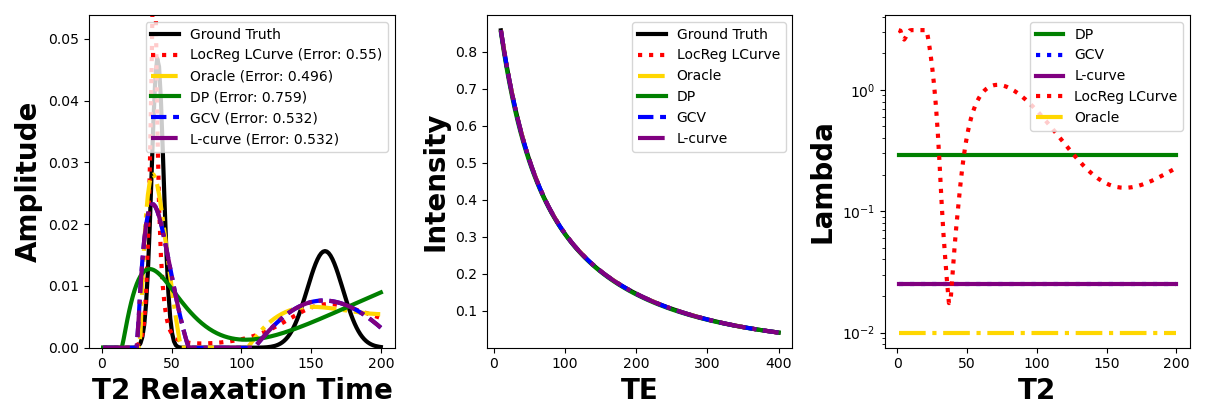 Amplitude
0.05
0.04
0.03
0.02
0.01
0.00
0
50
100
150
200
T2 Relaxation Time
Ground Truth
LocReg LCurve (Error: 0.55)
Oracle (Error: 0.496)
DP (Error: 0.759)
GCV (Error: 0.532)
L-curve (Error: 0.532)
Intensity
0.8
0.7
0.6
0.5
0.4
0.3
0.2
0.1
0
100
200
300
400
TE
Ground Truth
LocReg LCurve
Oracle
DP
GCV
L-curve
Lambda
10⁰
10⁻¹
10⁻²
0
50
100
150
200
T2
DP
GCV
L-curve
LocReg LCurve
Oracle